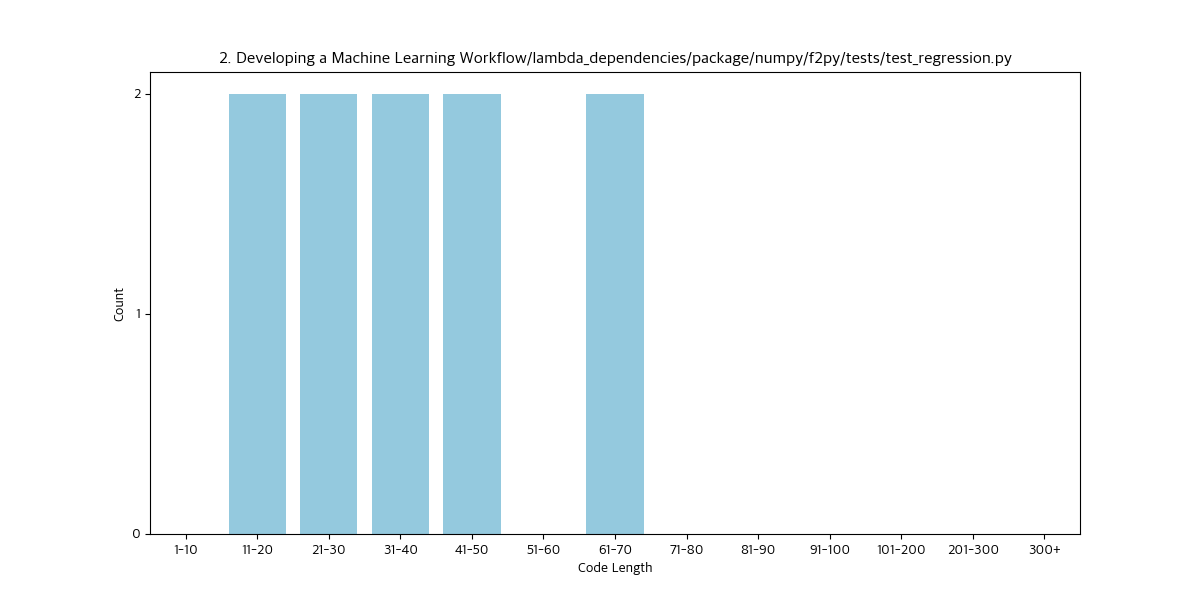 2. Developing a Machine Learning Workflow/lambda_dependencies/package/numpy/f2py/tests/test_regression.py
2
1
0
Count
1-10 11-20 21-30 31-40 41-50 51-60 61-70 71-80 81-90 91-100 101-200 201-300 300+
Code Length